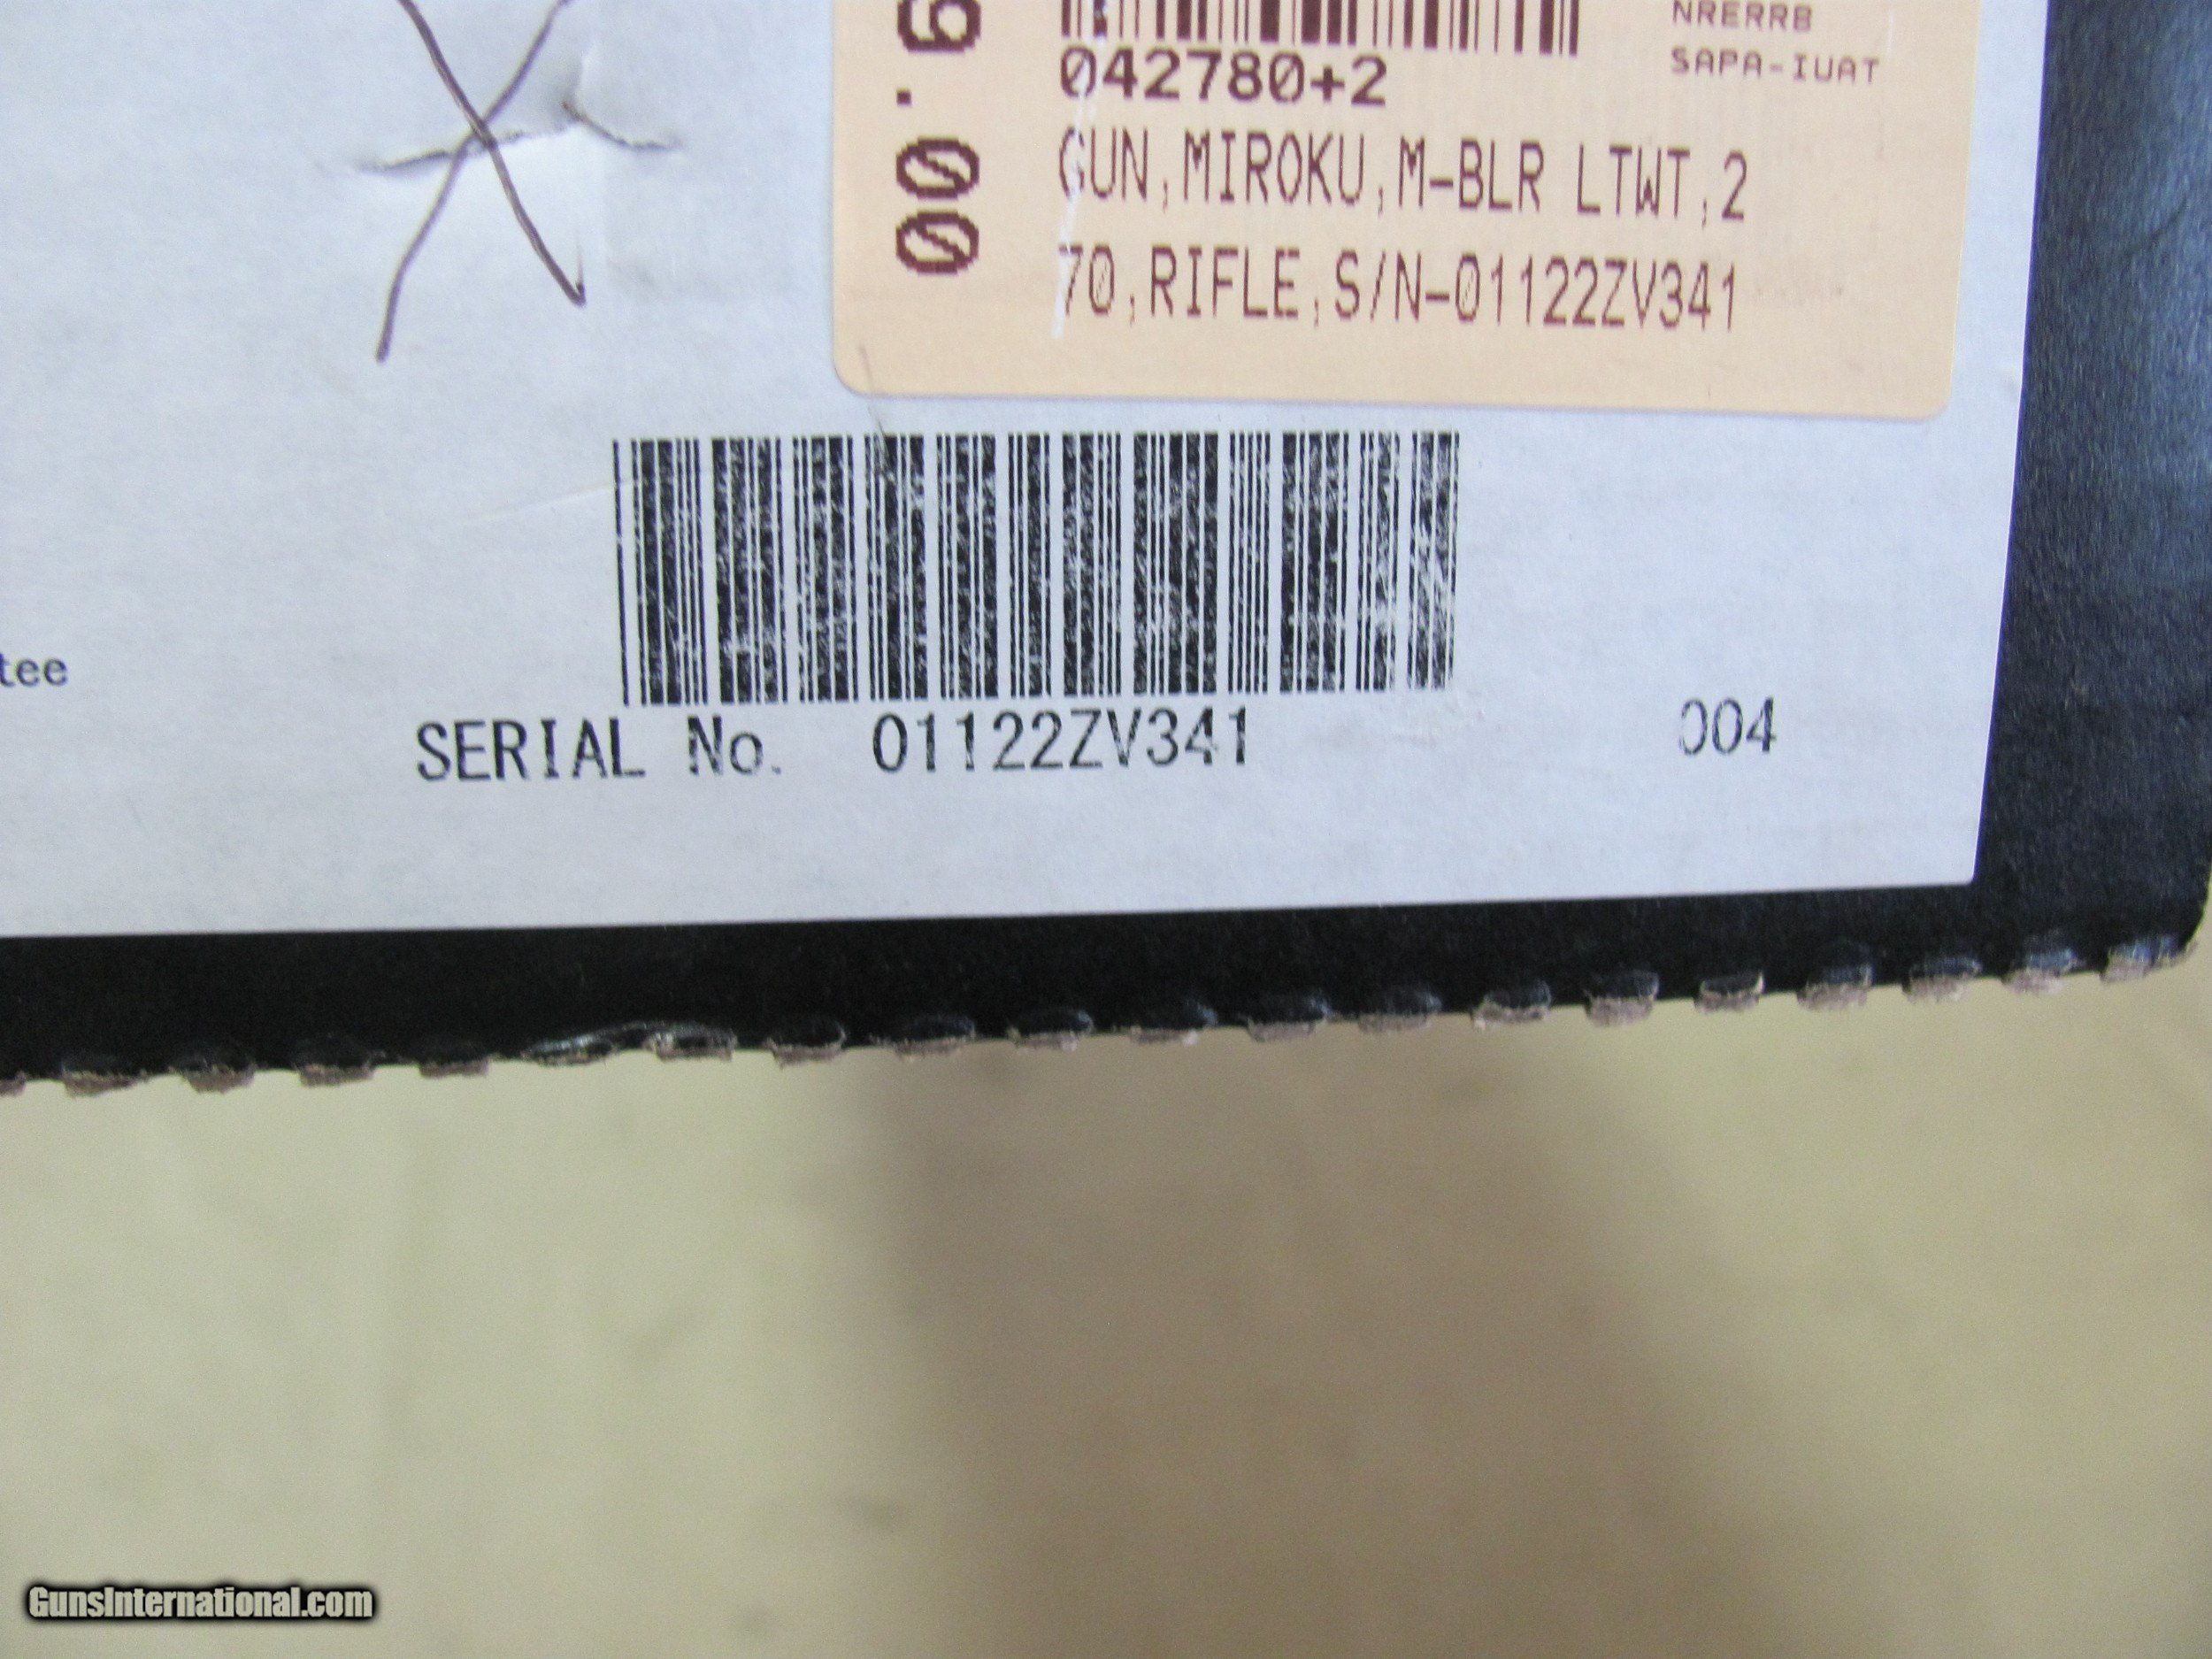 NRERRB
SAPA-IUAT
042780+2
GUN,MIROKU,M-BLR LTWT,2
70,RIFLE,S/N-01122ZV341
tee
SERIAL No. 01122ZV341
004
GunsInternational.com